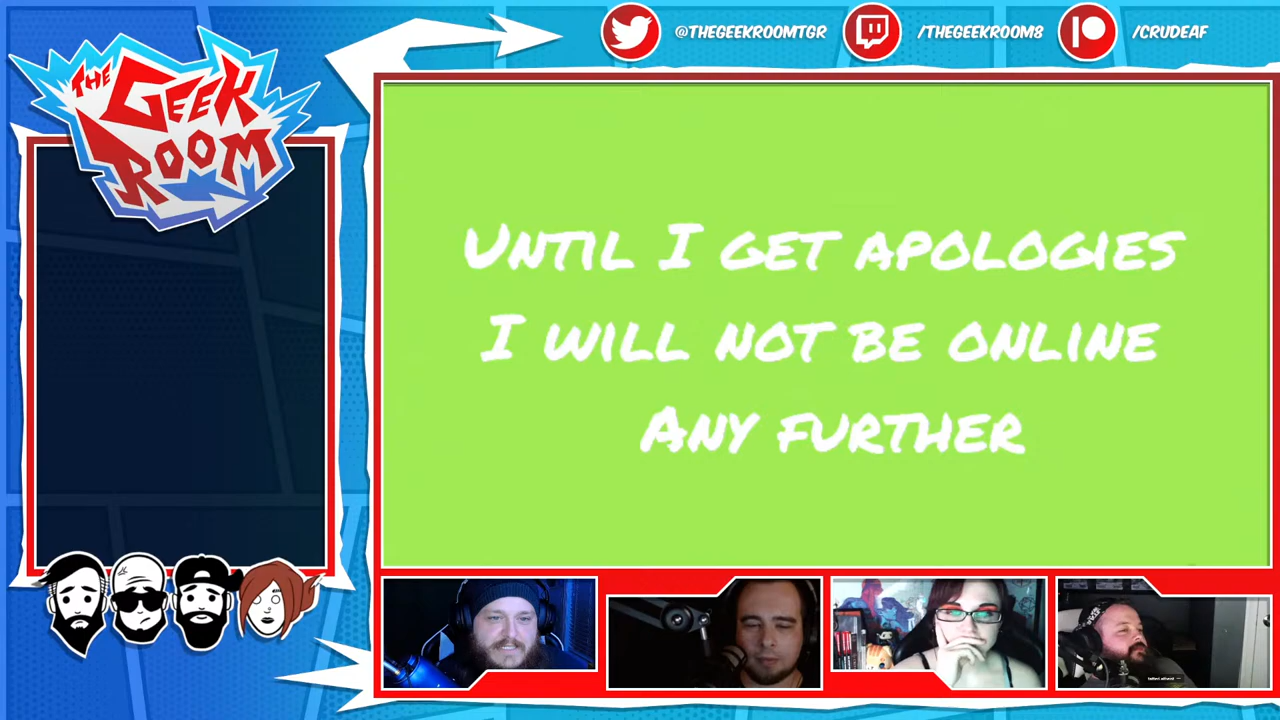 @THEGEEKROOMTGR
/THEGEEKROOM8
/CRUDEAF
THE
GEEK
ROOM
UNTIL I GET APOLOGIES
I WILL NOT BE ONLINE
ANY FURTHER